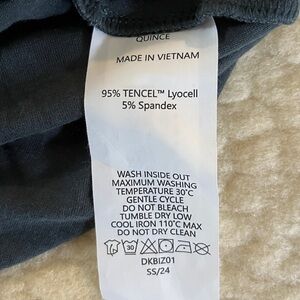 QUINCE
MADE IN VIETNAM
95% TENCEL™ Lyocell
5% Spandex
WASH INSIDE OUT
MAXIMUM WASHING
TEMPERATURE 30°C
GENTLE CYCLE
DO NOT BLEACH
TUMBLE DRY LOW
COOL IRON 110°C MAX
DO NOT DRY CLEAN
30
DKBIZ01
SS/24